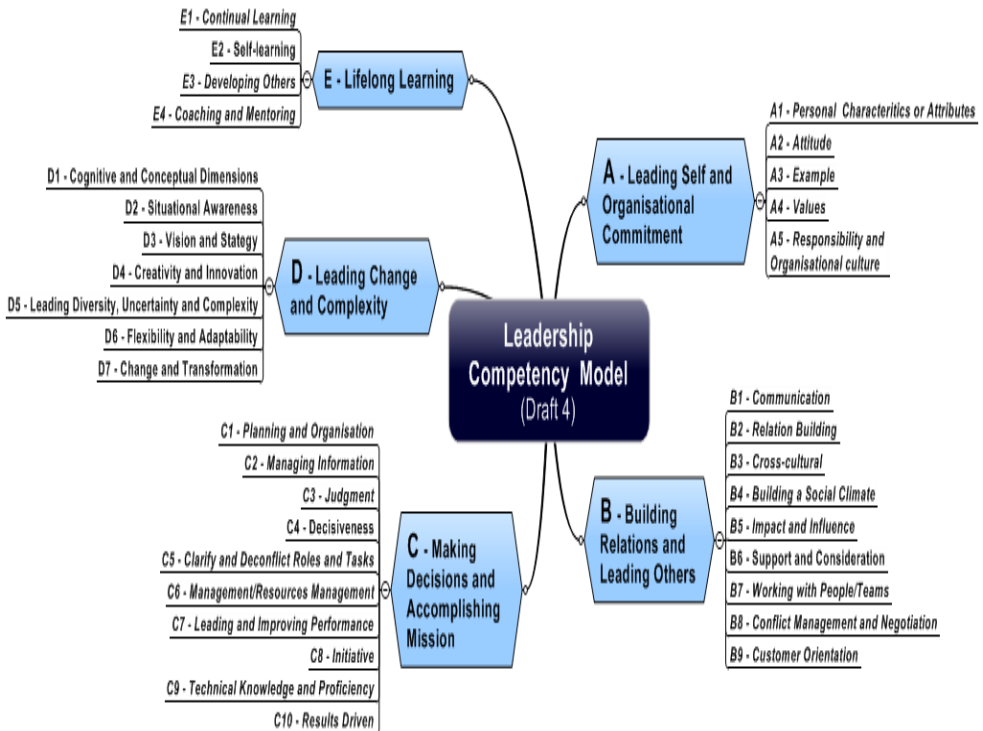 Leadership
Competency Model
(Draft 4)
A - Leading Self and
Organisational
Commitment
A1 - Personal Characteritics or Attributes
A2 - Attitude
A3 - Example
A4 - Values
A5 - Responsibility and
Organisational culture
B - Building
Relations and
Leading Others
B1 - Communication
B2 - Relation Building
B3 - Cross-cultural
B4 - Building a Social Climate
B5 - Impact and Influence
B6 - Support and Consideration
B7 - Working with People/Teams
B8 - Conflict Management and Negotiation
B9 - Customer Orientation
C - Making
Decisions and
Accomplishing
Mission
C1 - Planning and Organisation
C2 - Managing Information
C3 - Judgment
C4 - Decisiveness
C5 - Clarify and Deconflict Roles and Tasks
C6 - Management/Resources Management
C7 - Leading and Improving Performance
C8 - Initiative
C9 - Technical Knowledge and Proficiency
C10 - Results Driven
D - Leading Change
and Complexity
D1 - Cognitive and Conceptual Dimensions
D2 - Situational Awareness
D3 - Vision and Stategy
D4 - Creativity and Innovation
D5 - Leading Diversity, Uncertainty and Complexity
D6 - Flexibility and Adaptability
D7 - Change and Transformation
E - Lifelong Learning
E1 - Continual Learning
E2 - Self-learning
E3 - Developing Others
E4 - Coaching and Mentoring